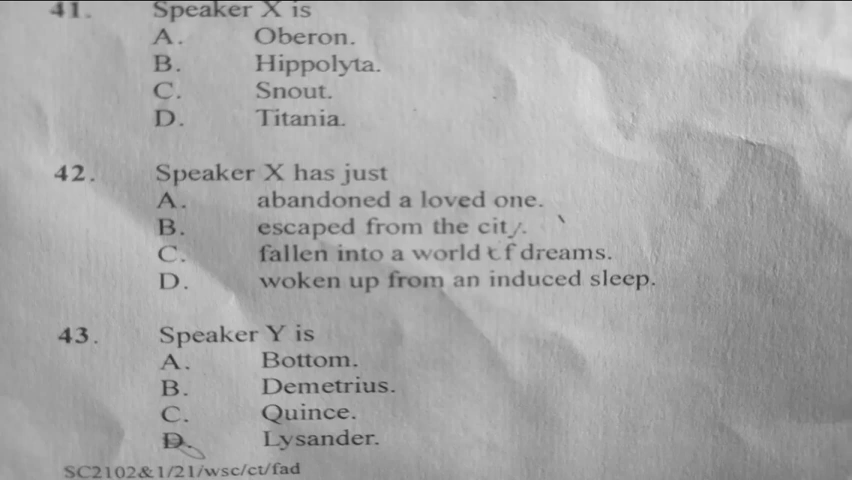 41. Speaker X is
A. Oberon.
B. Hippolyta.
C. Snout.
D. Titania.
42. Speaker X has just
A. abandoned a loved one.
B. escaped from the city.
C. fallen into a world of dreams.
D. woken up from an induced sleep.
43. Speaker Y is
A. Bottom.
B. Demetrius.
C. Quince.
D. Lysander.
SC2102&1/21/wsc/ct/fad